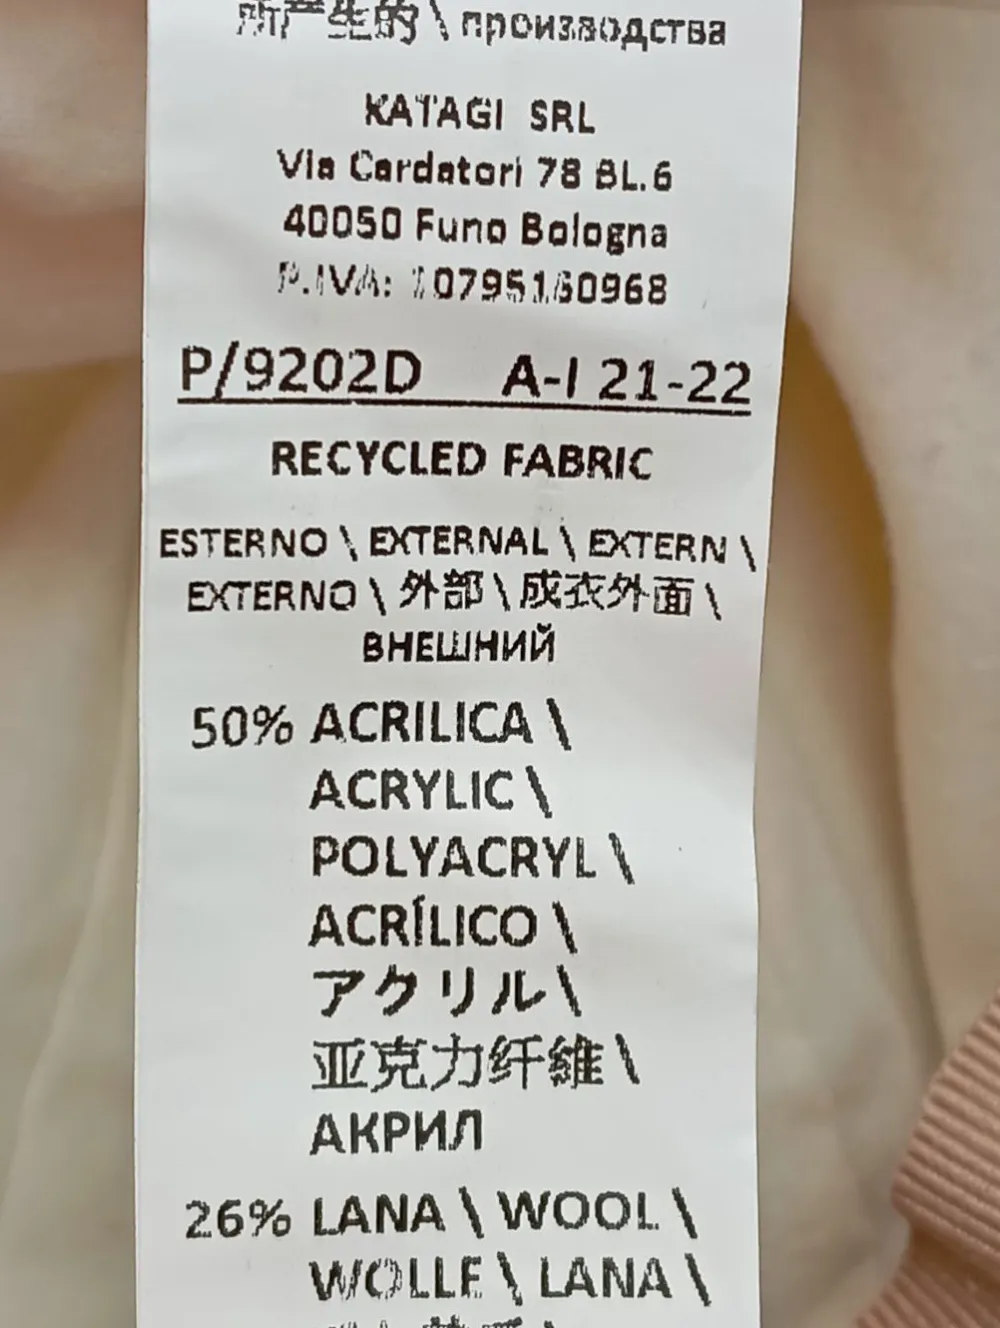 所产生的 \ производства
KATAGI SRL
Via Cardatori 78 BL.6
40050 Funo Bologna
P.IVA:
P/9202D A-I 21-22
RECYCLED FABRIC
ESTERNO \ EXTERNAL \ EXTERN \
EXTERNO \ 外部 \ 成衣外面 \
ВНЕШНИЙ
50% ACRILICA \
ACRYLIC \
POLYACRYL \
ACRÍLICO \
アクリル \
亚克力纤維 \
АКРИЛ
26% LANA \ WOOL \
WOLLE \ LANA \